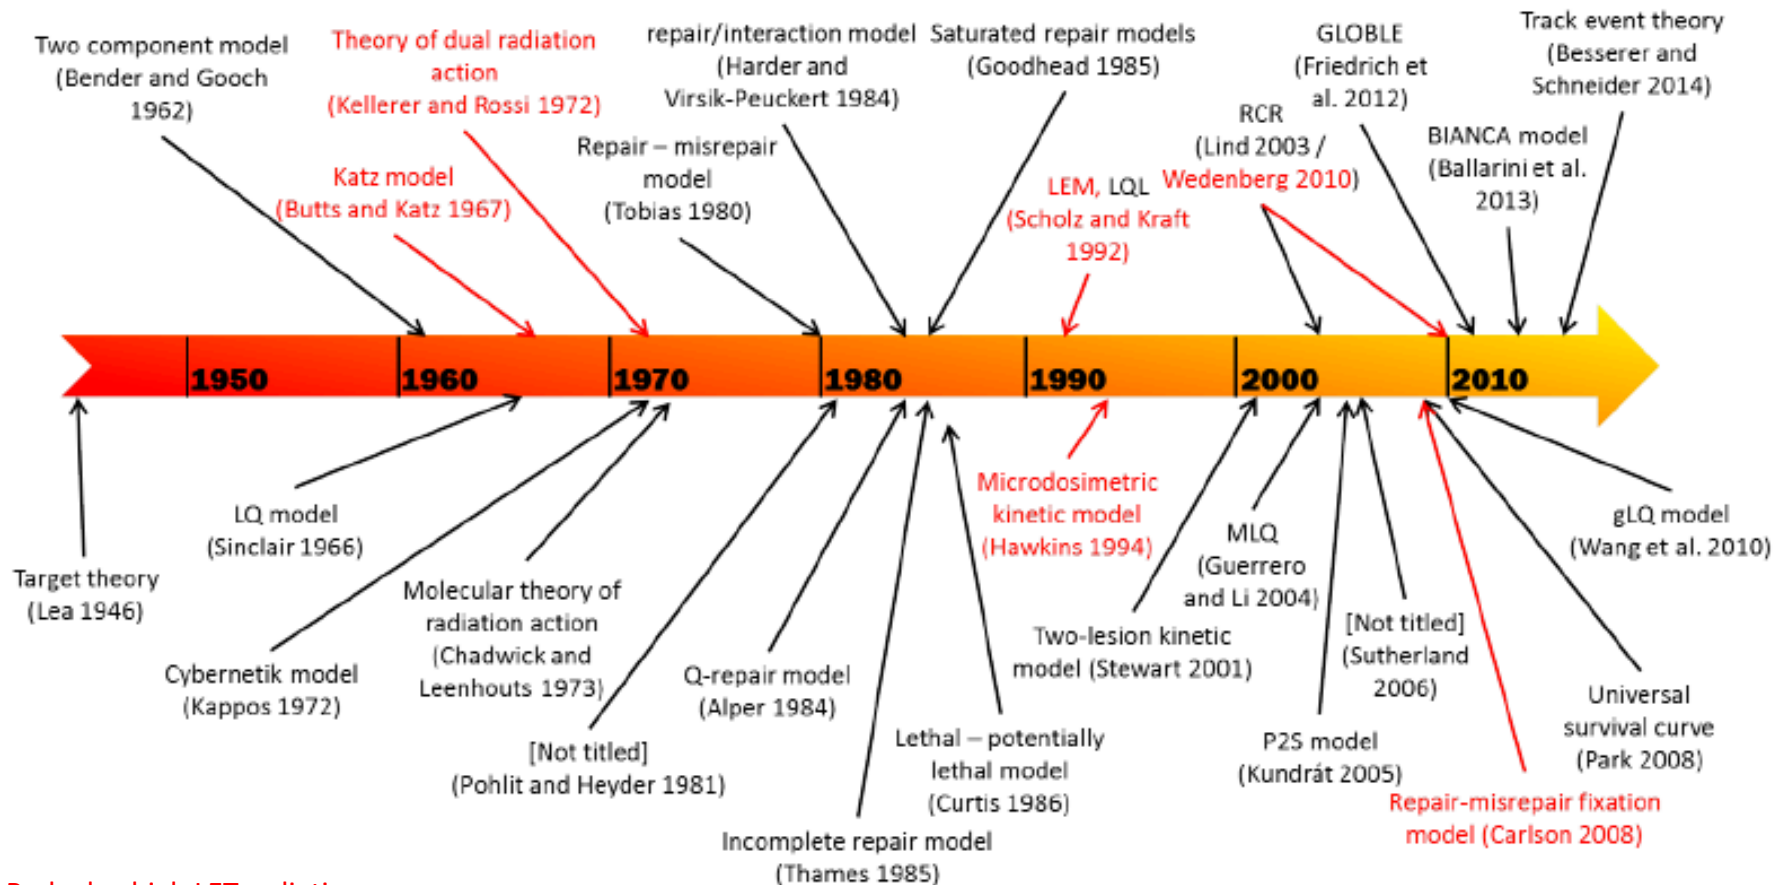 Two component model
(Bender and Gooch
1962)
Theory of dual radiation
action
(Kellerer and Rossi 1972)
Katz model
(Butts and Katz 1967)
repair/interaction model
(Harder and
Virsik-Peuckert 1984)
Repair – misrepair
model
(Tobias 1980)
Saturated repair models
(Goodhead 1985)
LEM, LQL
(Scholz and Kraft
1992)
RCR
(Lind 2003 /
Wedenberg 2010)
GLOBLE
(Friedrich et
al. 2012)
BIANCA model
(Ballarini et al.
2013)
Track event theory
(Besserer and
Schneider 2014)
1950
1960
1970
1980
1990
2000
2010
Target theory
(Lea 1946)
LQ model
(Sinclair 1966)
Cybernetik model
(Kappos 1972)
Molecular theory of
radiation action
(Chadwick and
Leenhouts 1973)
[Not titled]
(Pohlit and Heyder 1981)
Q-repair model
(Alper 1984)
Incomplete repair model
(Thames 1985)
Lethal – potentially
lethal model
(Curtis 1986)
Microdosimetric
kinetic model
(Hawkins 1994)
Two-lesion kinetic
model (Stewart 2001)
MLQ
(Guerrero
and Li 2004)
P2S model
(Kundrát 2005)
[Not titled]
(Sutherland
2006)
Repair-misrepair fixation
model (Carlson 2008)
Universal
survival curve
(Park 2008)
gLQ model
(Wang et al. 2010)